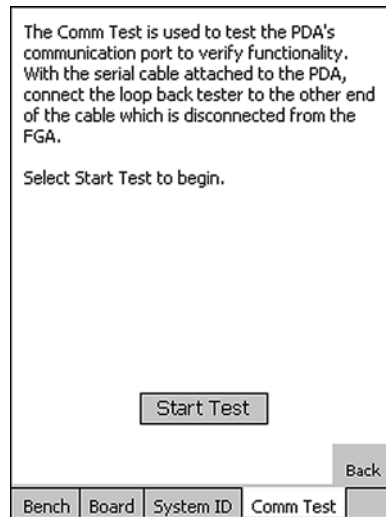 The Comm Test is used to test the PDA's
communication port to verify functionality.
With the serial cable attached to the PDA,
connect the loop back tester to the other end
of the cable which is disconnected from the
FGA.
Select Start Test to begin.
Start Test
Back
Bench Board System ID Comm Test